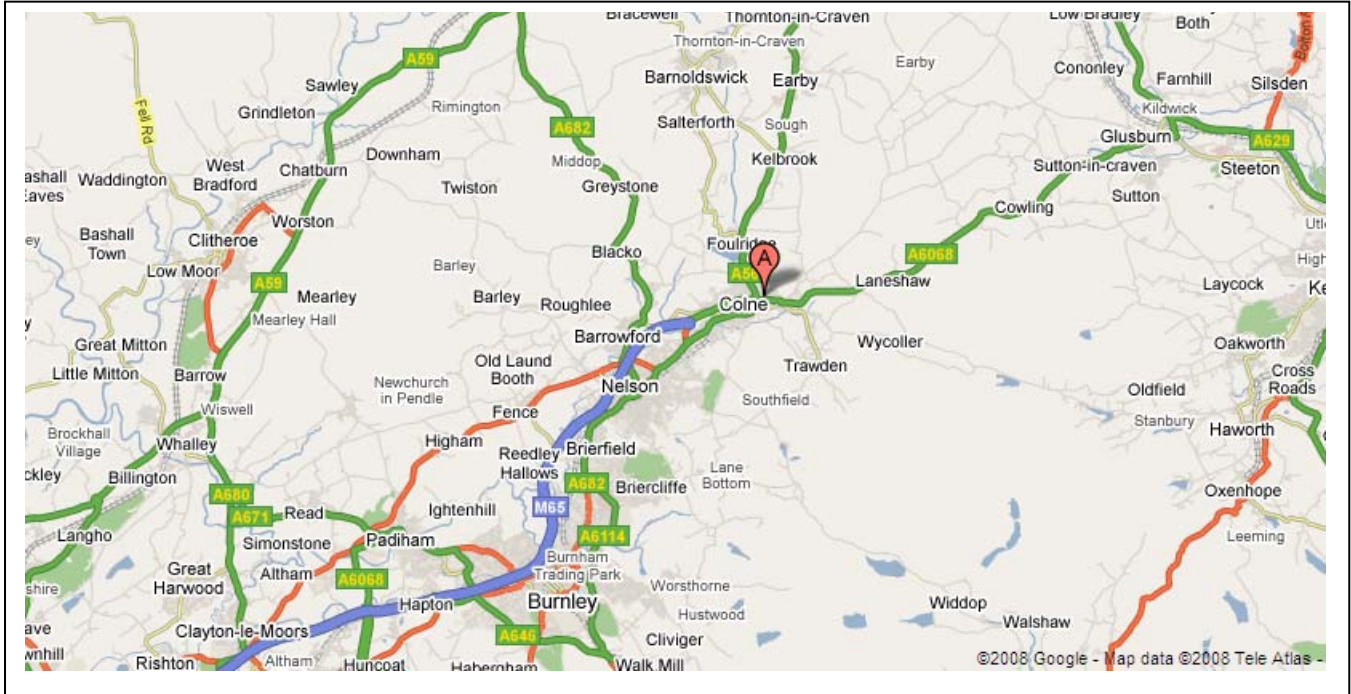 Bracewell
Thornton-in-Craven
Low Bradley
Both
Thornton-in-Craven
A59
Sawley
Barnoldswick
Earby
Earby
Cononley
Farnhill
Silsden
Fell Rd
Grindleton
Rimington
Salterforth
Sough
Kildwick
Glusburn
A682
A629
West
Bradford
Chatburn
Downham
Middop
Kelbrook
Sutton-in-craven
Steeton
Waddington
Twiston
Greystone
Sutton
Worston
Cowling
Bashall
Town
Clitheroe
Blacko
Foulridge
A6068
Low Moor
Barley
A
A59
Mearley
Barley
Roughlee
Colne
Laneshaw
Laycock
Mearley Hall
Great Mitton
Barrowford
Wycoller
Oakworth
Little Mitton
Barrow
Old Laund
Booth
Trawden
Cross
Roads
Newchurch
in Pendle
Nelson
Oldfield
Wiswell
Fence
Southfield
Stanbury
Brockhall
Village
Haworth
Whalley
Higham
Reedley
Hallows
Brierfield
Lane
Bottom
Billington
A682
Briercliffe
Oxenhope
A680
M65
A671
Read
Ightenhill
Langho
Simonstone
Padiham
A6114
Leeming
Great
Harwood
Altham
A6068
Burnham
Trading Park
Worsthorne
Hapton
Burnley
Hustwood
Widdop
Walshaw
Clayton-le-Moors
A646
Cliviger
Rishton
Altham
Huncoat
Habergham
Walk Mill
©2008 Google - Map data ©2008 Tele Atlas -